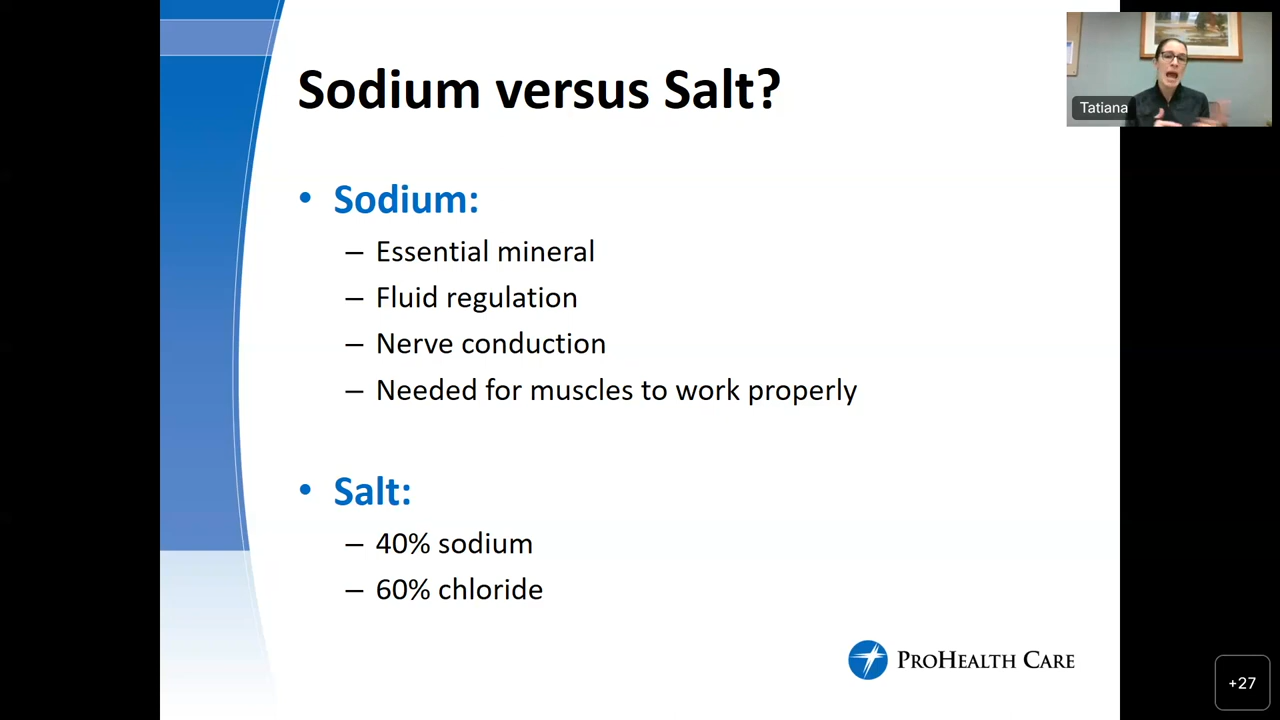 Sodium versus Salt?
Tatiana
• Sodium:
– Essential mineral
– Fluid regulation
– Nerve conduction
– Needed for muscles to work properly
• Salt:
– 40% sodium
– 60% chloride
PROHEALTH CARE
+27